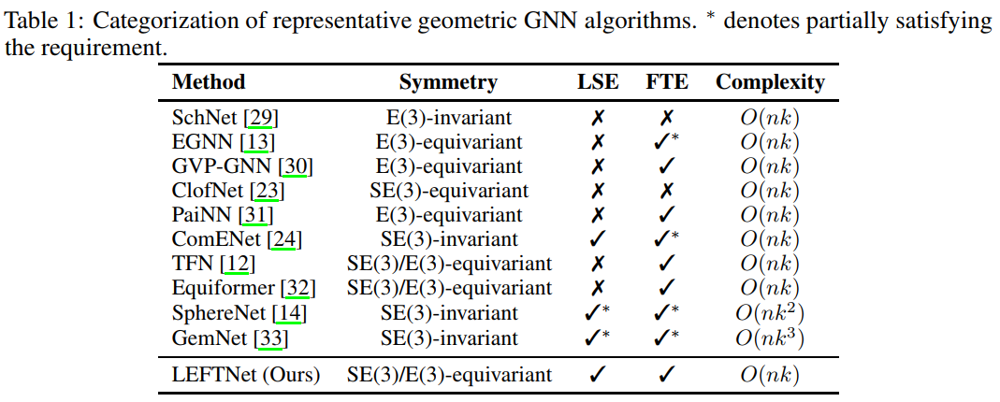 Table 1: Categorization of representative geometric GNN algorithms. * denotes partially satisfying
the requirement.
Method Symmetry LSE FTE Complexity
SchNet [29] E(3)-invariant ✗ ✗ O(nk)
EGNN [13] E(3)-equivariant ✗ ✓* O(nk)
GVP-GNN [30] E(3)-equivariant ✗ ✓ O(nk)
ClofNet [23] SE(3)-equivariant ✗ ✗ O(nk)
PaiNN [31] E(3)-equivariant ✗ ✓ O(nk)
ComENet [24] SE(3)-invariant ✓ ✓* O(nk)
TFN [12] SE(3)/E(3)-equivariant ✗ ✓ O(nk)
Equiformer [32] SE(3)/E(3)-equivariant ✗ ✓ O(nk)
SphereNet [14] SE(3)-invariant ✓* ✓* O(nk²)
GemNet [33] SE(3)-invariant ✓* ✓* O(nk³)
LEFTNet (Ours) SE(3)/E(3)-equivariant ✓ ✓ O(nk)